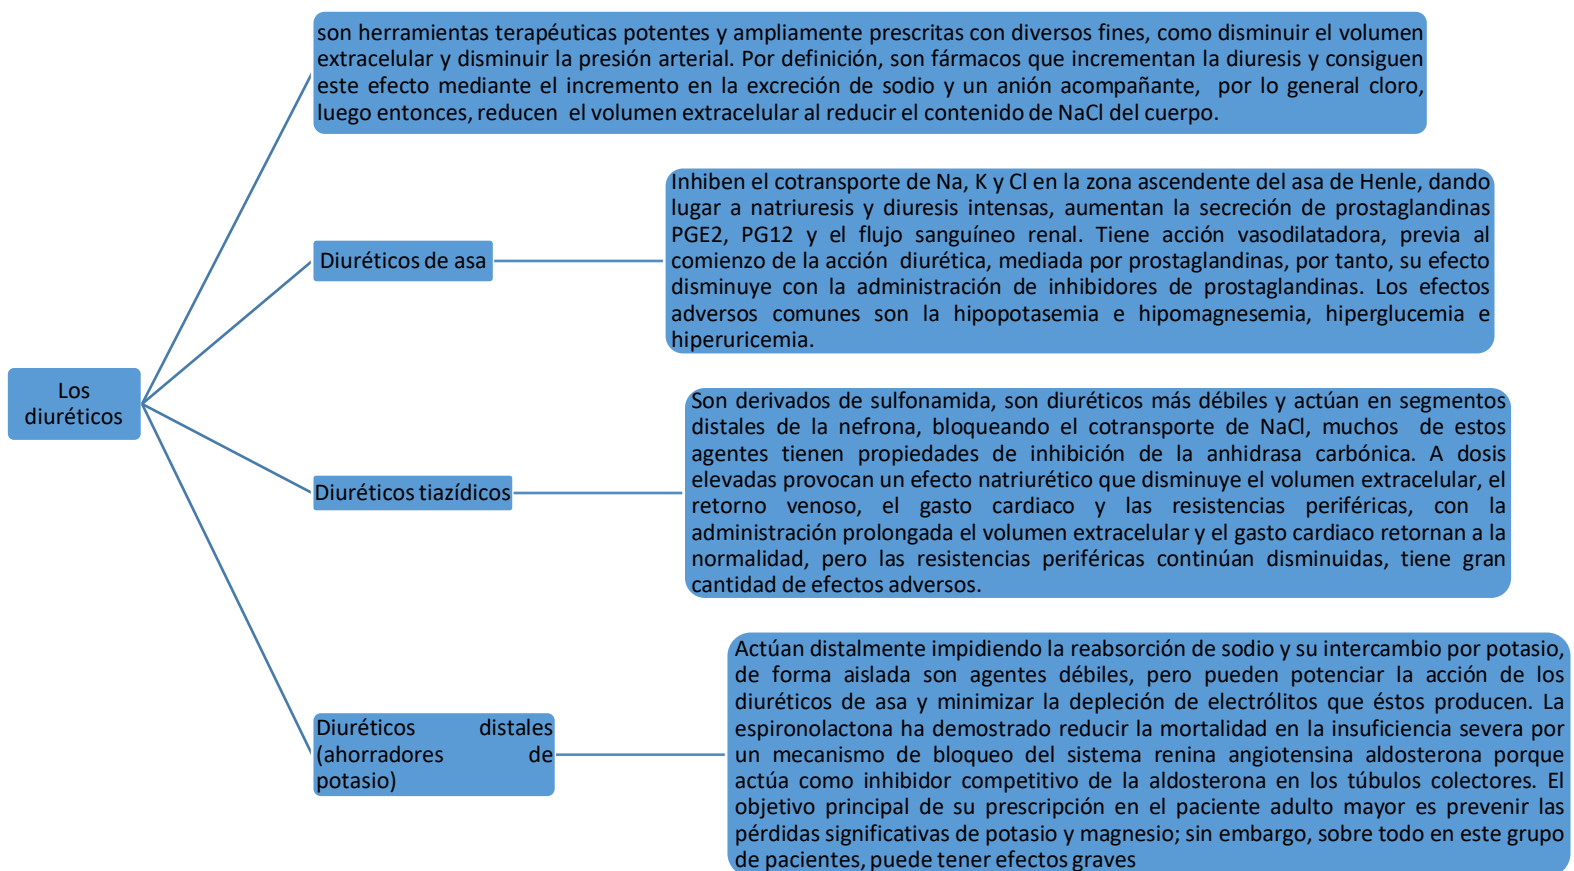 son herramientas terapéuticas potentes y ampliamente prescritas con diversos fines, como disminuir el volumen
extracelular y disminuir la presión arterial. Por definición, son fármacos que incrementan la diuresis y consiguen
este efecto mediante el incremento en la excreción de sodio y un anión acompañante, por lo general cloro,
luego entonces, reducen el volumen extracelular al reducir el contenido de NaCl del cuerpo.
Inhiben el cotransporte de Na, K y Cl en la zona ascendente del asa de Henle, dando
lugar a natriuresis y diuresis intensas, aumentan la secreción de prostaglandinas
PGE2, PG12 y el flujo sanguíneo renal. Tiene acción vasodilatadora, previa al
comienzo de la acción diurética, mediada por prostaglandinas, por tanto, su efecto
disminuye con la administración de inhibidores de prostaglandinas. Los efectos
adversos comunes son la hipopotasemia e hipomagnesemia, hiperglucemia e
hiperuricemia.
Diuréticos de asa
Los
diuréticos
Son derivados de sulfonamida, son diuréticos más débiles y actúan en segmentos
distales de la nefrona, bloqueando el cotransporte de NaCl, muchos de estos
agentes tienen propiedades de inhibición de la anhidrasa carbónica. A dosis
elevadas provocan un efecto natriurético que disminuye el volumen extracelular, el
retorno venoso, el gasto cardiaco y las resistencias periféricas, con la
administración prolongada el volumen extracelular y el gasto cardiaco retornan a la
normalidad, pero las resistencias periféricas continúan disminuidas, tiene gran
cantidad de efectos adversos.
Diuréticos tiazídicos
Actúan distalmente impidiendo la reabsorción de sodio y su intercambio por potasio,
de forma aislada son agentes débiles, pero pueden potenciar la acción de los
diuréticos de asa y minimizar la depleción de electrólitos que éstos producen. La
espironolactona ha demostrado reducir la mortalidad en la insuficiencia severa por
un mecanismo de bloqueo del sistema renina angiotensina aldosterona porque
actúa como inhibidor competitivo de la aldosterona en los túbulos colectores. El
objetivo principal de su prescripción en el paciente adulto mayor es prevenir las
pérdidas significativas de potasio y magnesio; sin embargo, sobre todo en este grupo
de pacientes, puede tener efectos graves
Diuréticos distales
(ahorradores de
potasio)